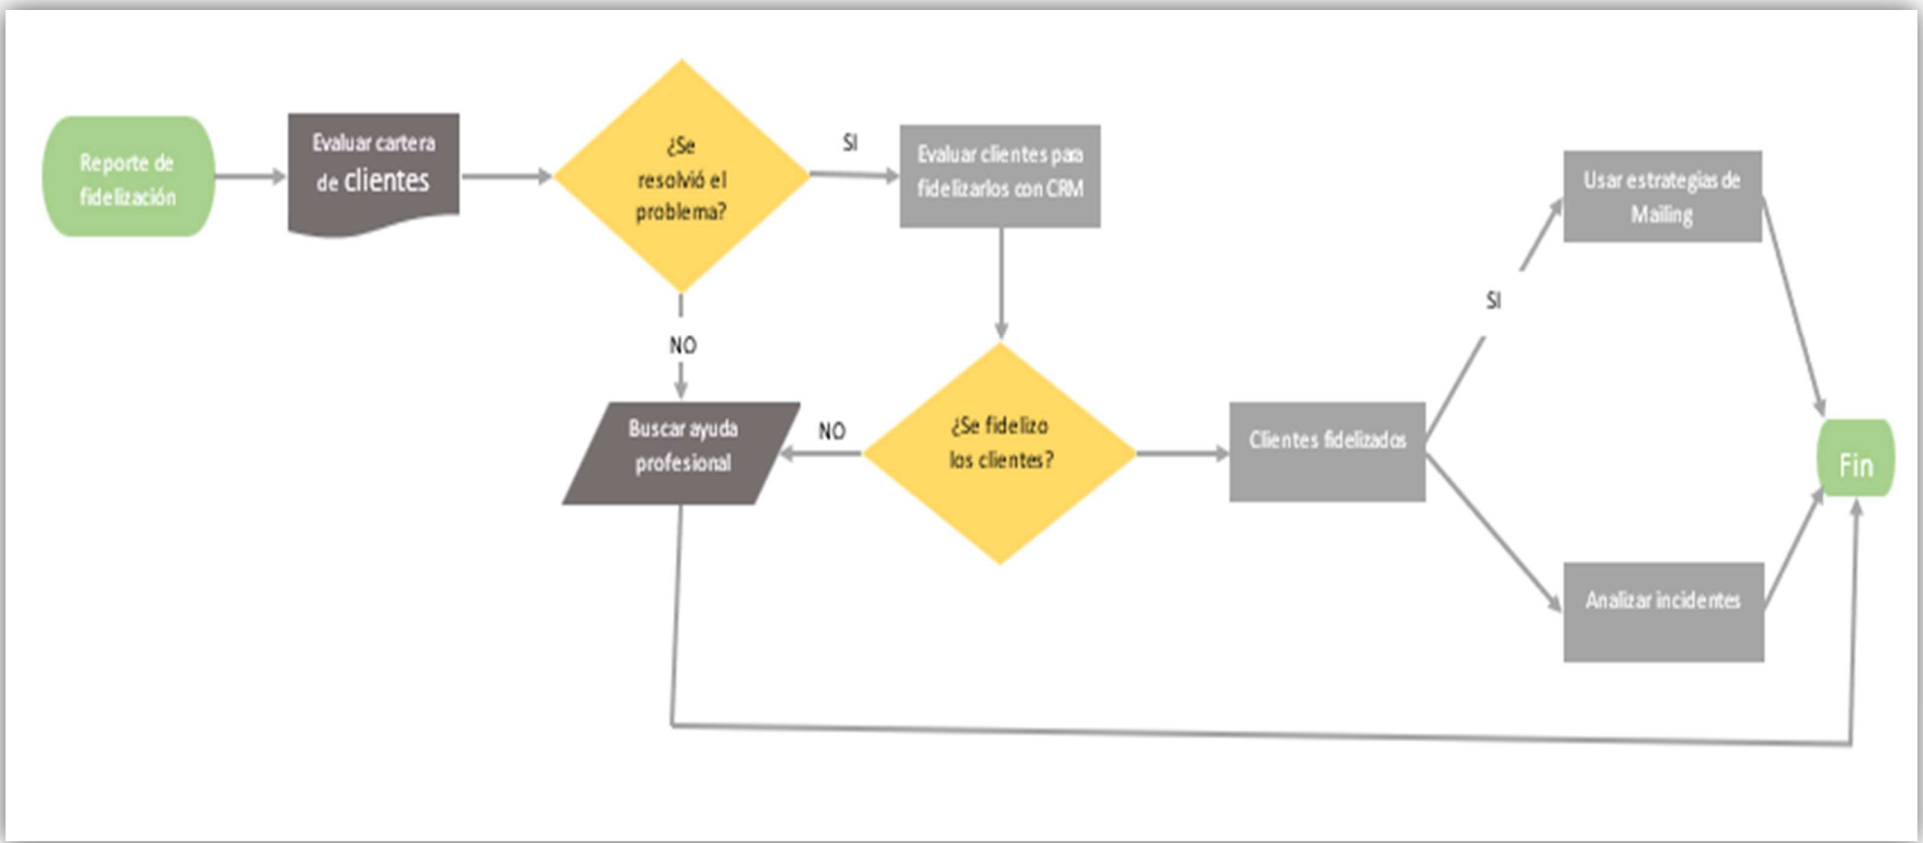 Reporte de
fidelización
Evaluar cartera
de clientes
¿Se
resolvió el
problema?
SI
Evaluar clientes para
fidelizarlos con CRM
NO
Buscar ayuda
profesional
NO
¿Se fidelizo
los clientes?
Clientes fidelizados
SI
Usar estrategias de
Mailing
Analizar incidentes
Fin